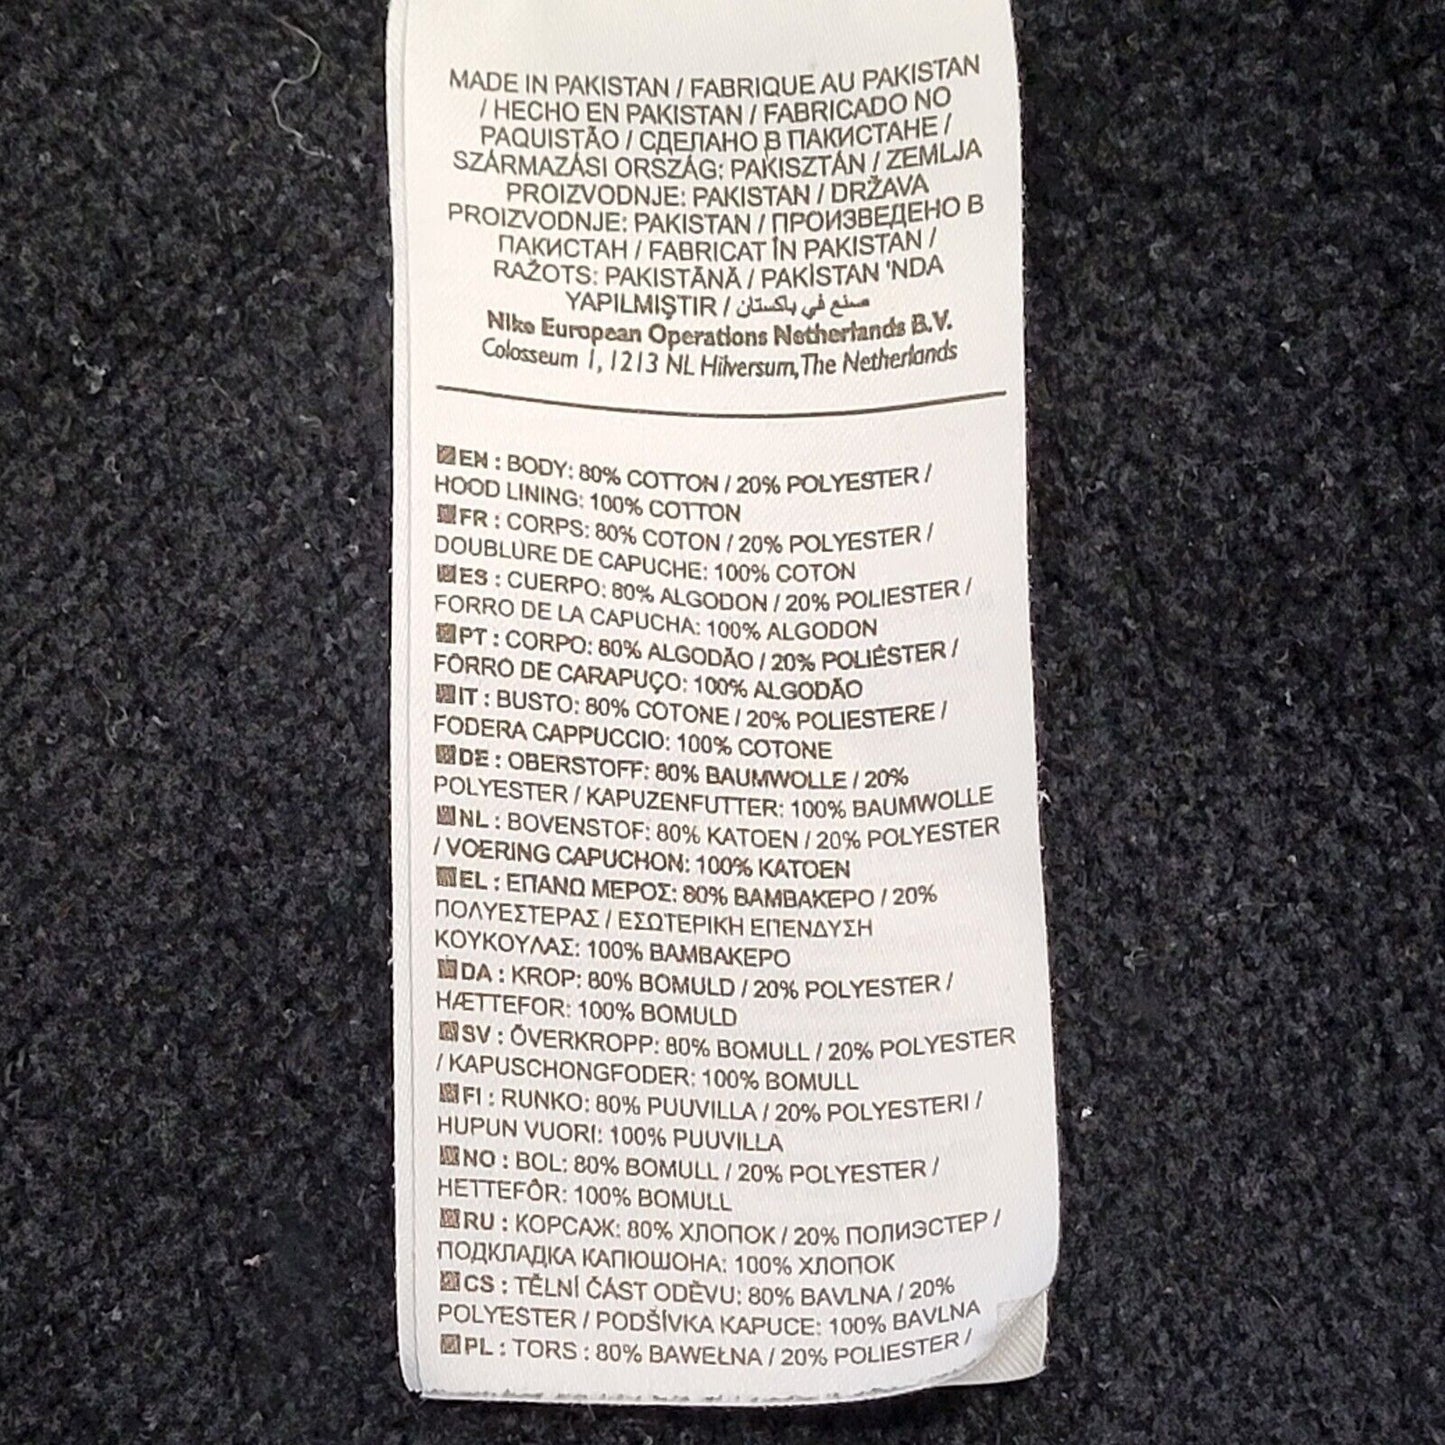 MADE IN PAKISTAN / FABRIQUE AU PAKISTAN
/ HECHO EN PAKISTAN / FABRICADO NO
PAQUISTÃO / СДЕЛАНО В ПАКИСТАНЕ /
SZÁRMAZÁSI ORSZÁG: PAKISZTÁN / ZEMLJA
PROIZVODNJE: PAKISTAN / DRŽAVA
PROIZVODNJE: PAKISTAN / ПРОИЗВЕДЕНО В
ПАКИСТАН / FABRICAT ÎN PAKISTAN /
RAŽOTS: PAKISTĀNĀ / PAKİSTAN 'NDA
YAPILMIŞTIR / صنع في باكستان
Nike European Operations Netherlands B.V.
Colosseum 1, 1213 NL Hilversum, The Netherlands
EN : BODY: 80% COTTON / 20% POLYESTER /
HOOD LINING: 100% COTTON
FR : CORPS: 80% COTON / 20% POLYESTER /
DOUBLURE DE CAPUCHE: 100% COTON
ES : CUERPO: 80% ALGODON / 20% POLIESTER /
FORRO DE LA CAPUCHA: 100% ALGODON
PT : CORPO: 80% ALGODÃO / 20% POLIÉSTER /
FÔRRO DE CARAPUÇO: 100% ALGODÃO
IT : BUSTO: 80% COTONE / 20% POLIESTERE /
FODERA CAPPUCCIO: 100% COTONE
DE : OBERSTOFF: 80% BAUMWOLLE / 20%
POLYESTER / KAPUZENFUTTER: 100% BAUMWOLLE
NL : BOVENSTOF: 80% KATOEN / 20% POLYESTER
/ VOERING CAPUCHON: 100% KATOEN
EL : ΕΠΑΝΩ ΜΕΡΟΣ: 80% ΒΑΜΒΑΚΕΡΟ / 20%
ΠΟΛΥΕΣΤΕΡΑΣ / ΕΣΩΤΕΡΙΚΗ ΕΠΕΝΔΥΣΗ
ΚΟΥΚΟΥΛΑΣ: 100% ΒΑΜΒΑΚΕΡΟ
DA : KROP: 80% BOMULD / 20% POLYESTER /
HÆTTEFOR: 100% BOMULD
SV : ÖVERKROPP: 80% BOMULL / 20% POLYESTER
/ KAPUSCHONGFODER: 100% BOMULL
FI : RUNKO: 80% PUUVILLA / 20% POLYESTERI /
HUPUN VUORI: 100% PUUVILLA
NO : BOL: 80% BOMULL / 20% POLYESTER /
HETTEFÔR: 100% BOMULL
RU : КОРСАЖ: 80% ХЛОПОК / 20% ПОЛИЭСТЕР /
ПОДКЛАДКА КАПЮШОНА: 100% ХЛОПОК
CS : TĚLNÍ ČÁST ODĚVU: 80% BAVLNA / 20%
POLYESTER / PODŠÍVKA KAPUCE: 100% BAVLNA
PL : TORS : 80% BAWEŁNA / 20% POLIESTER /